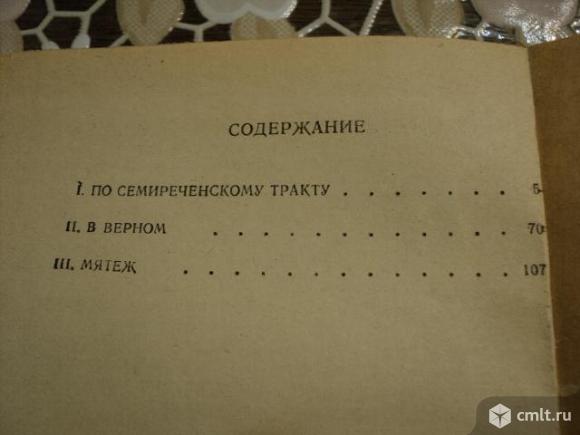 СОДЕРЖАНИЕ
I. ПО СЕМИРЕЧЕНСКОМУ ТРАКТУ . . . . . . . 5
II. В ВЕРНОМ . . . . . . . . . . 70
III. МЯТЕЖ . . . . . . . . . . . 107
cmlt.ru